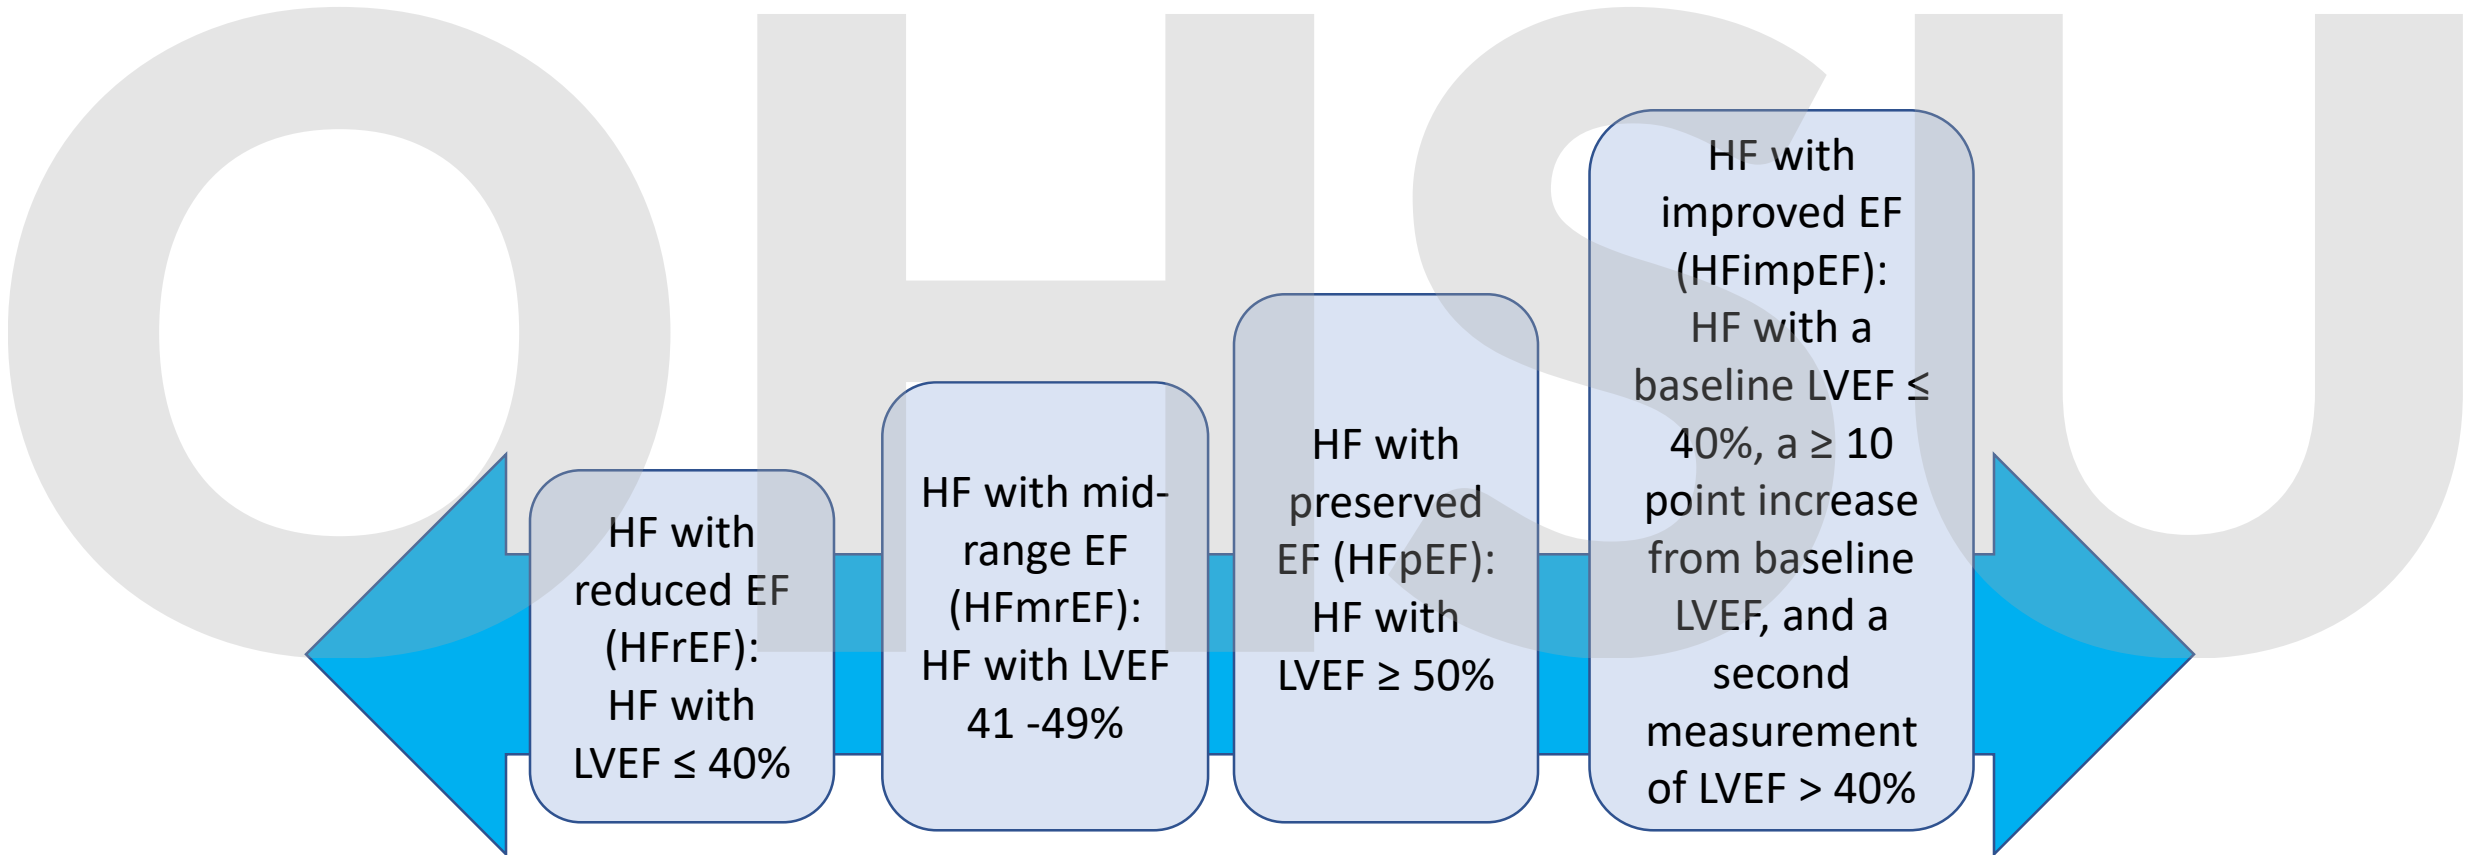 OHSU
HF with
reduced EF
(HFrEF):
HF with
LVEF ≤ 40%
HF with mid-
range EF
(HFmrEF):
HF with LVEF
41 -49%
HF with
preserved
EF (HFpEF):
HF with
LVEF ≥ 50%
HF with
improved EF
(HFimpEF):
HF with a
baseline LVEF ≤
40%, a ≥ 10
point increase
from baseline
LVEF, and a
second
measurement
of LVEF > 40%